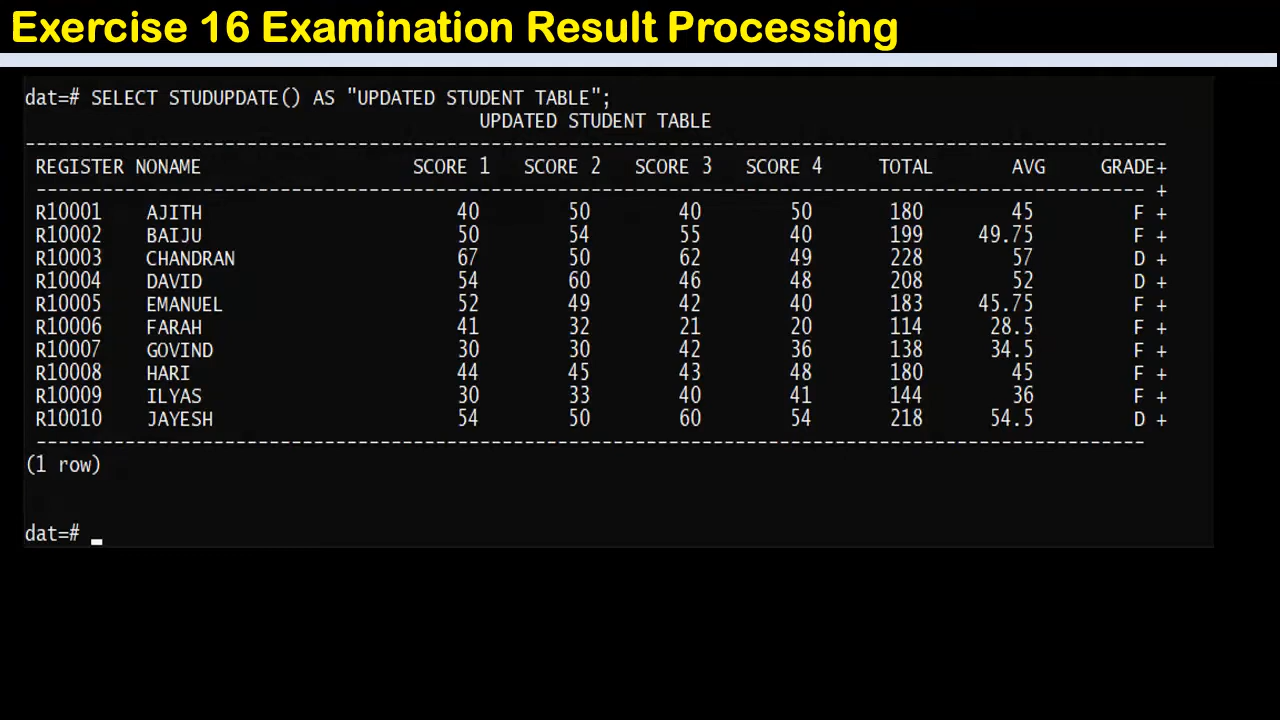 Exercise 16 Examination Result Processing
dat=# SELECT STUDUPDATE() AS "UPDATED STUDENT TABLE";
UPDATED STUDENT TABLE
-------------------------------------------------------------------------------------------------------
REGISTER NONAME SCORE 1 SCORE 2 SCORE 3 SCORE 4 TOTAL AVG GRADE+
---------------------------------------------------------------------------------------------------- +
R10001 AJITH 40 50 40 50 180 45 F +
R10002 BAIJU 50 54 55 40 199 49.75 F +
R10003 CHANDRAN 67 50 62 49 228 57 D +
R10004 DAVID 54 60 46 48 208 52 D +
R10005 EMANUEL 52 49 42 40 183 45.75 F +
R10006 FARAH 41 32 21 20 114 28.5 F +
R10007 GOVIND 30 30 42 36 138 34.5 F +
R10008 HARI 44 45 43 48 180 45 F +
R10009 ILYAS 30 33 40 41 144 36 F +
R10010 JAYESH 54 50 60 54 218 54.5 D +
----------------------------------------------------------------------------------------------------
(1 row)
dat=# _